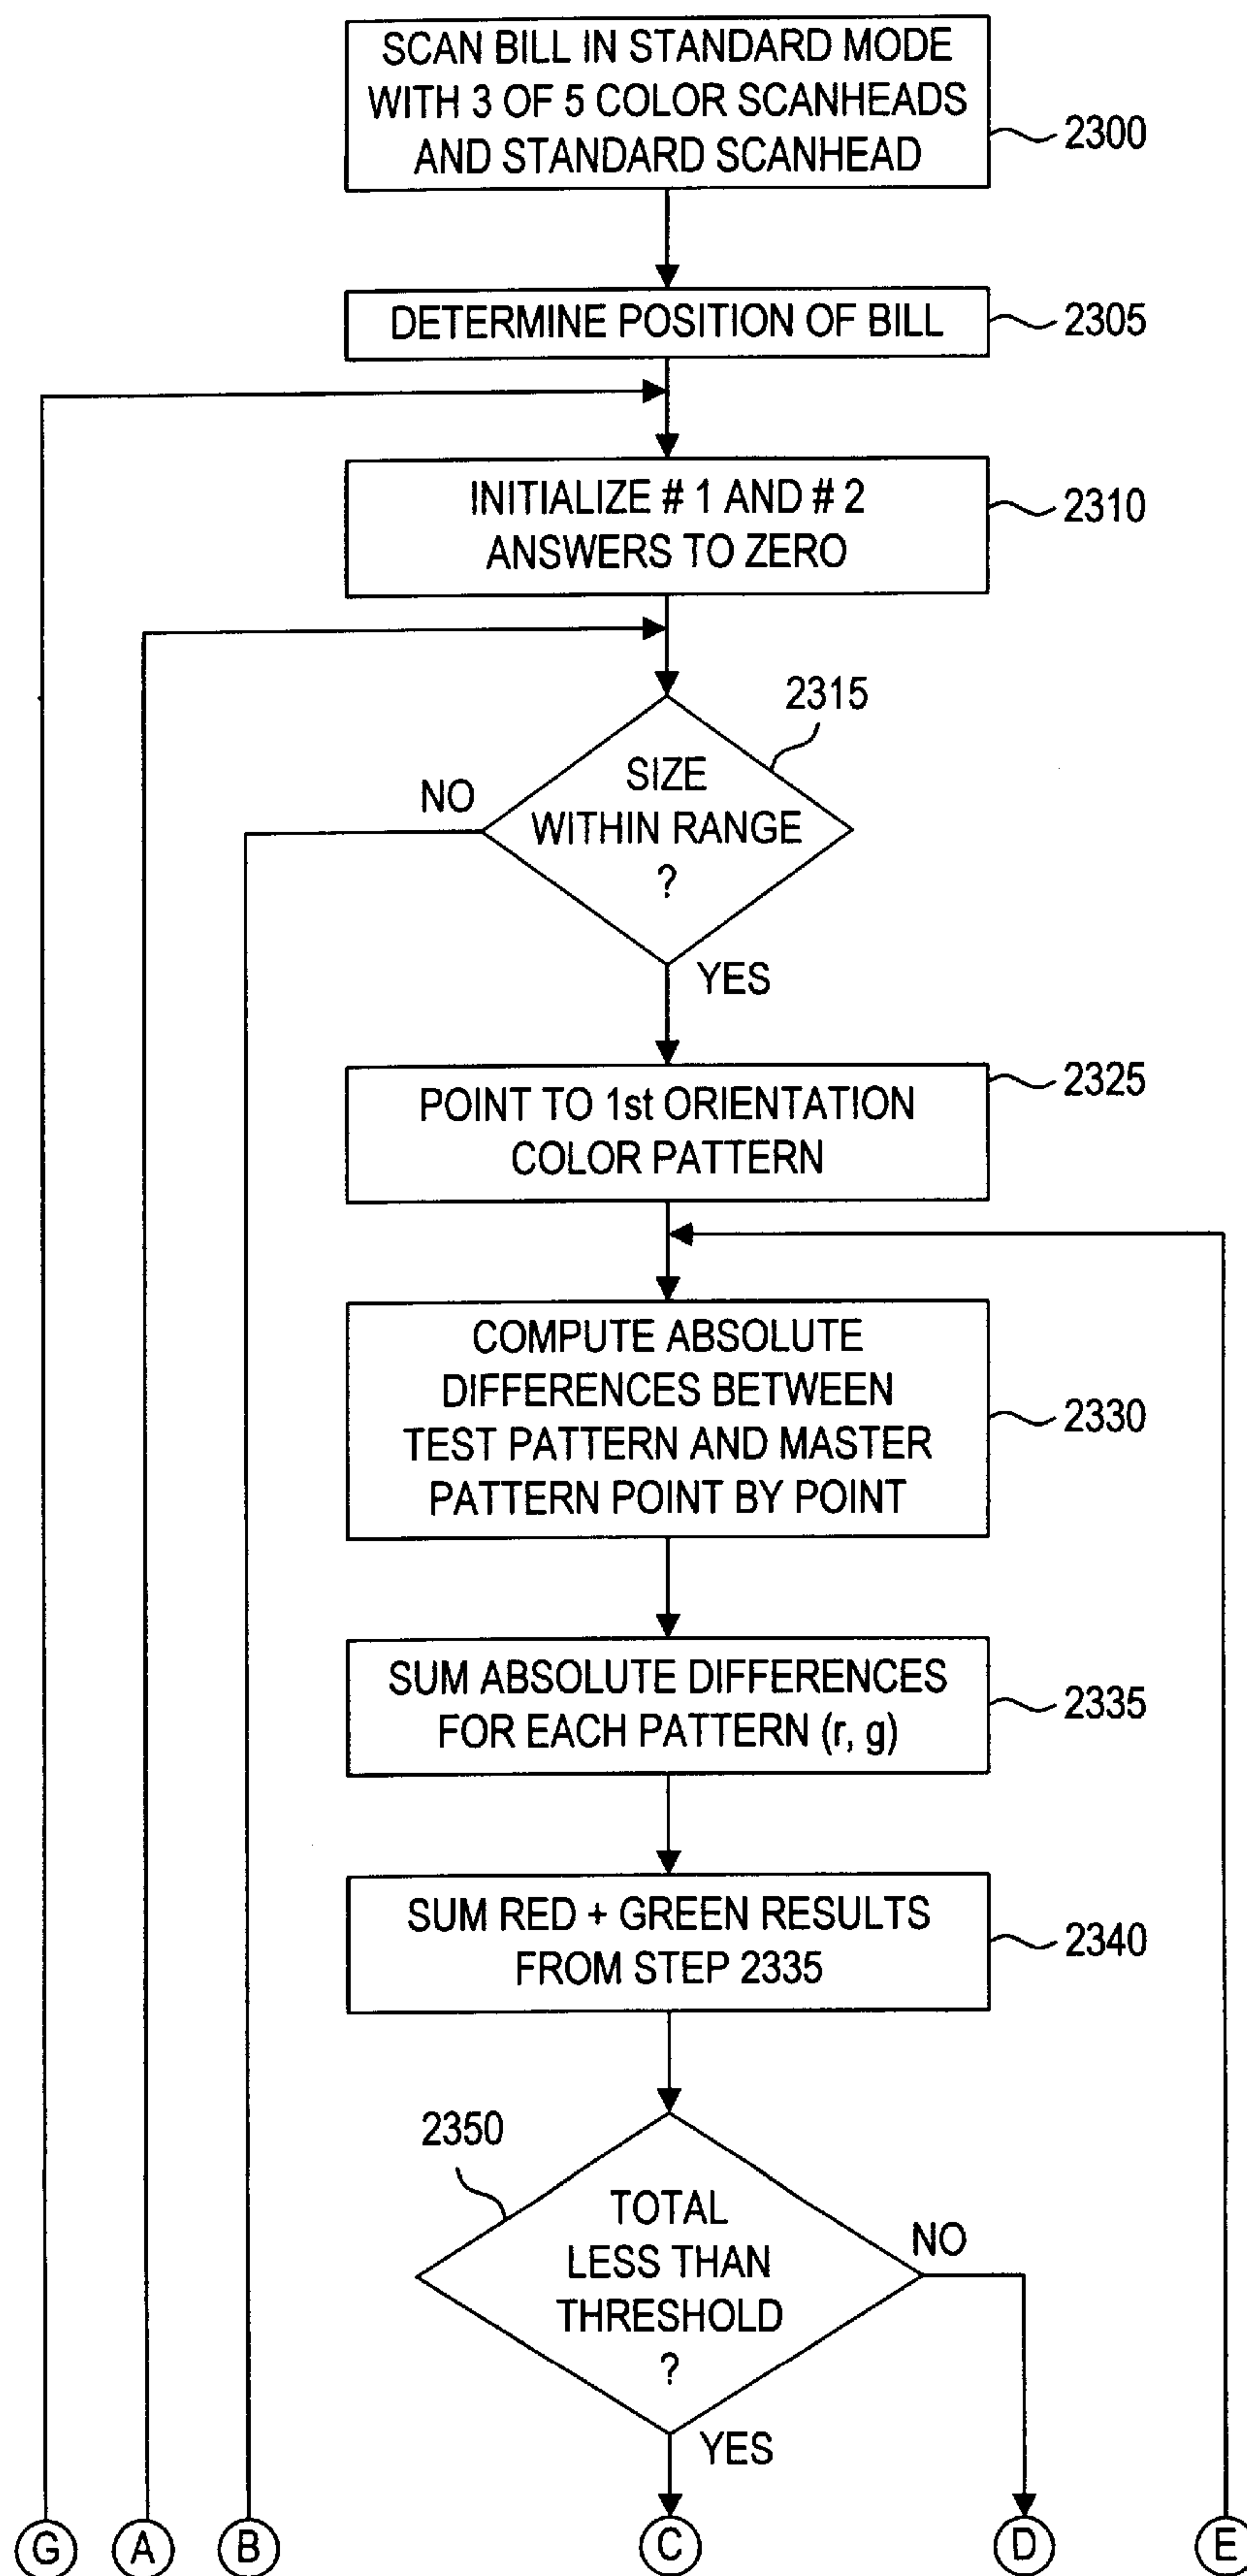 SCAN BILL IN STANDARD MODE
WITH 3 OF 5 COLOR SCANHEADS
AND STANDARD SCANHEAD
2300
DETERMINE POSITION OF BILL
2305
INITIALIZE # 1 AND # 2
ANSWERS TO ZERO
2310
2315
SIZE
WITHIN RANGE
?
NO
YES
POINT TO 1st ORIENTATION
COLOR PATTERN
2325
COMPUTE ABSOLUTE
DIFFERENCES BETWEEN
TEST PATTERN AND MASTER
PATTERN POINT BY POINT
2330
SUM ABSOLUTE DIFFERENCES
FOR EACH PATTERN (r, g)
2335
SUM RED + GREEN RESULTS
FROM STEP 2335
2340
2350
TOTAL
LESS THAN
THRESHOLD
?
NO
YES
G
A
B
C
D
E